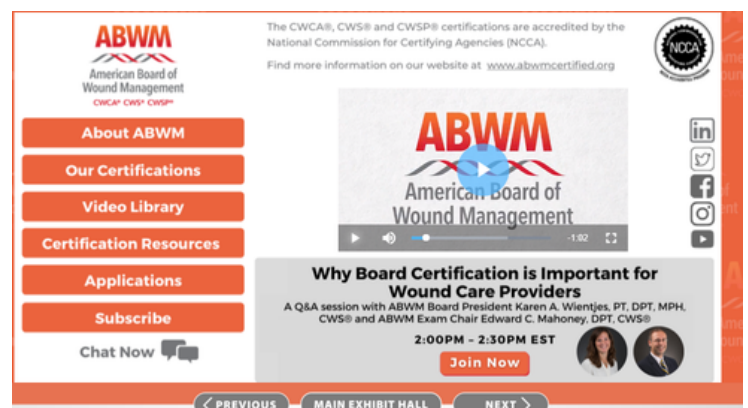 ABWM
American Board of
Wound Management
CWCA® CWS® CWSP®
The CWCA®, CWS® and CWSP® certifications are accredited by the
National Commission for Certifying Agencies (NCCA).
Find more information on our website at www.abwmcertified.org
NCCA
About ABWM
Our Certifications
Video Library
Certification Resources
Applications
Subscribe
Chat Now
ABWM
American Board of
Wound Management
-1:02
in
Why Board Certification is Important for
Wound Care Providers
A Q&A session with ABWM Board President Karen A. Wientjes, PT, DPT, MPH,
CWS® and ABWM Exam Chair Edward C. Mahoney, DPT, CWS®
2:00PM – 2:30PM EST
Join Now
PREVIOUS
MAIN EXHIBIT HALL
NEXT